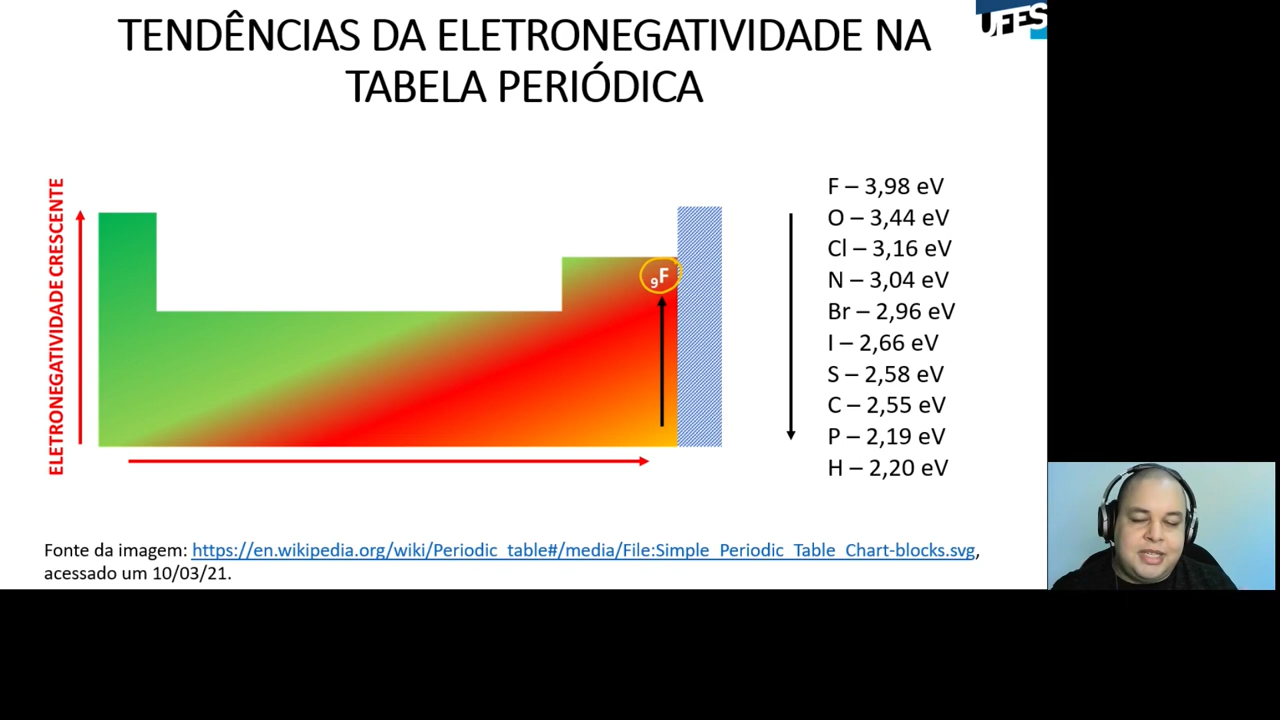 TENDÊNCIAS DA ELETRONEGATIVIDADE NA
TABELA PERIÓDICA
UFFS
ELETRONEGATIVIDADE CRESCENTE
9F
F – 3,98 eV
O – 3,44 eV
Cl – 3,16 eV
N – 3,04 eV
Br – 2,96 eV
I – 2,66 eV
S – 2,58 eV
C – 2,55 eV
P – 2,19 eV
H – 2,20 eV
Fonte da imagem: https://en.wikipedia.org/wiki/Periodic_table#/media/File:Simple_Periodic_Table_Chart-blocks.svg,
acessado um 10/03/21.